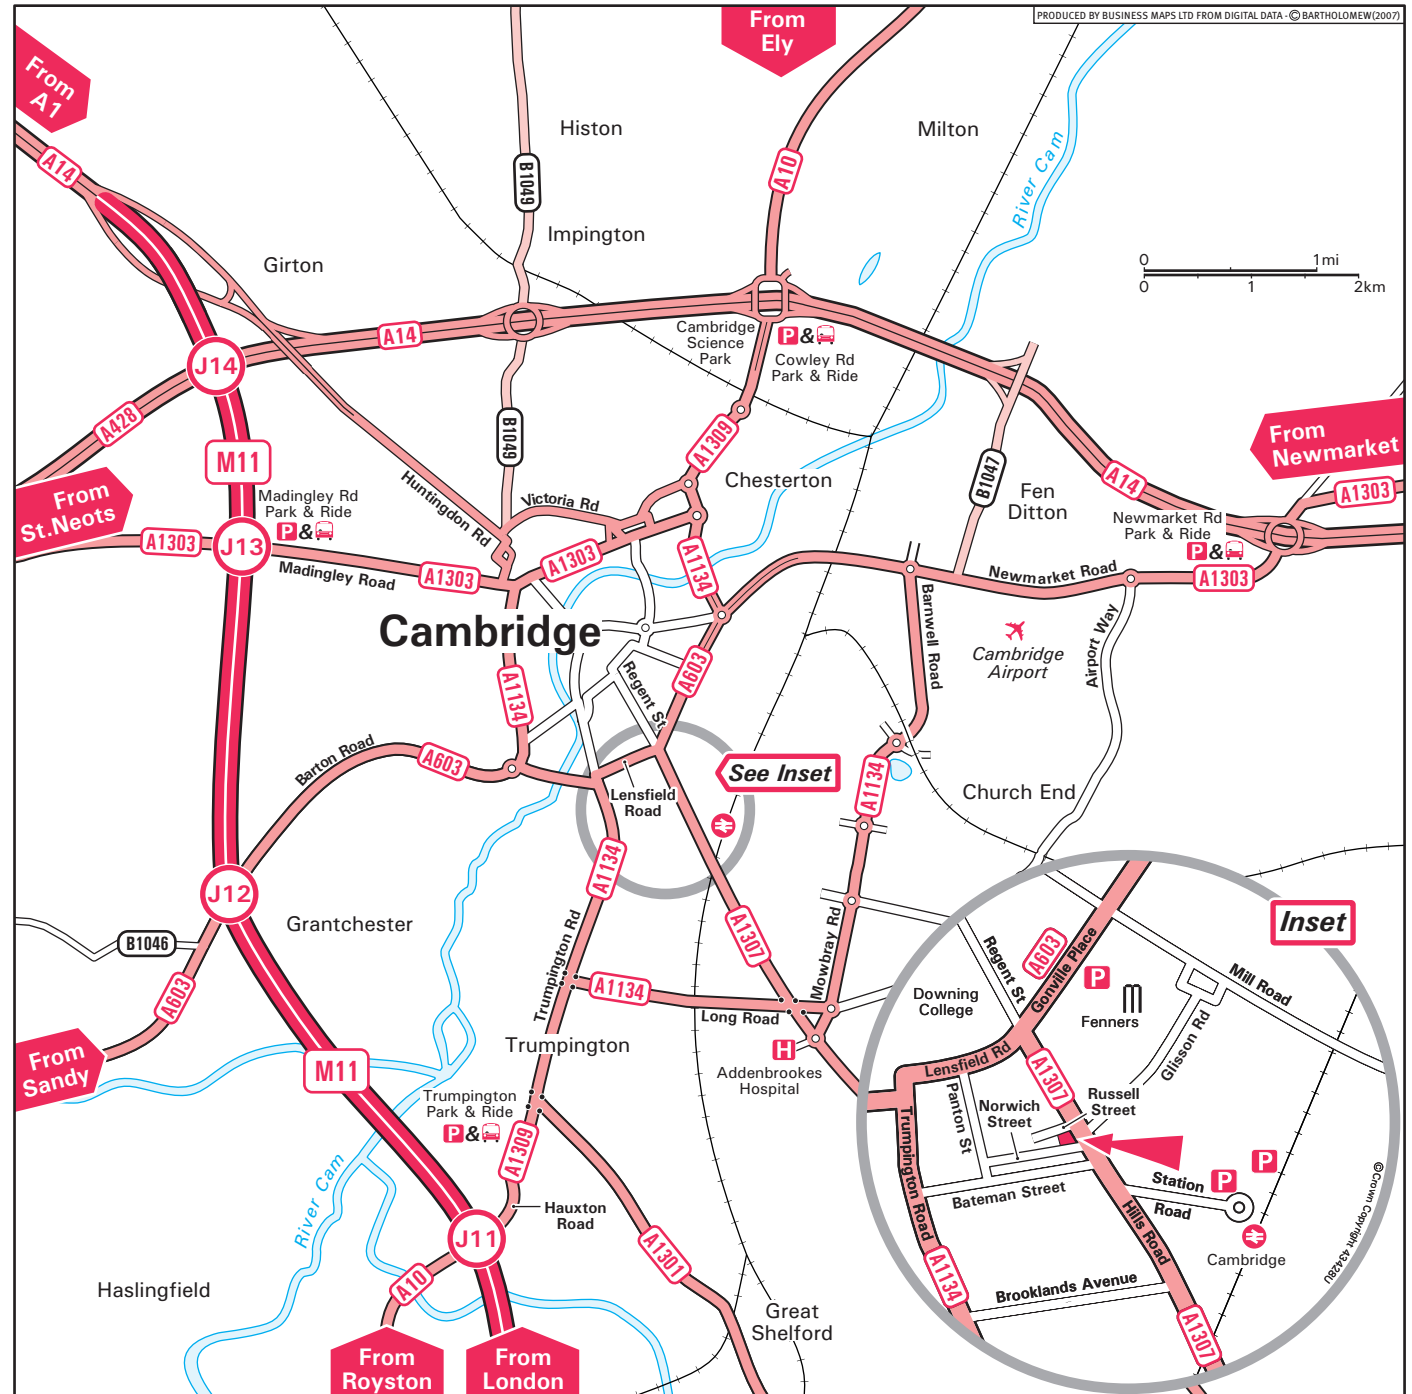 PRODUCED BY BUSINESS MAPS LTD FROM DIGITAL DATA - © BARTHOLOMEW(2007)
From
Ely
From
A1
Histon
Milton
River Cam
A14
B1049
A10
Impington
Girton
0 1mi
0 1 2km
A14
Cambridge
Science
Park
P&
Cowley Rd
Park & Ride
J14
A428
B1049
A1309
From
Newmarket
M11
Huntingdon Rd
Victoria Rd
Chesterton
B1047
Fen
Ditton
A14
A1303
From
St.Neots
Madingley Rd
Park & Ride
P&
Newmarket Rd
Park & Ride
P&
A1303
J13
Madingley Road
A1303
A1303
A1134
Newmarket Road
A1303
Cambridge
Barnwell Road
Cambridge
Airport
Airport Way
A603
Regent St
A1134
Barton Road
A603
See Inset
Lensfield
Road
A1134
Church End
A1134
J12
Grantchester
B1046
A603
Trumpington Rd
A1307
Mowbray Rd
A1134
Long Road
From
Sandy
M11
Trumpington
H
Addenbrookes
Hospital
Trumpington
Park & Ride
P&
A1309
River Cam
Hauxton
Road
J11
A1301
A10
Haslingfield
Great
Shelford
From
Royston
From
London
Inset
Regent St
A603
Gonville Place
P
Mill Road
Downing
College
Fenners
Glisson Rd
Lensfield Rd
A1307
Panton St
Norwich
Street
Russell
Street
Trumpington Road
Bateman Street
Station
Road
P
P
Hills Road
Cambridge
A1134
Brooklands Avenue
A1307
©Crown Copyright 43428U